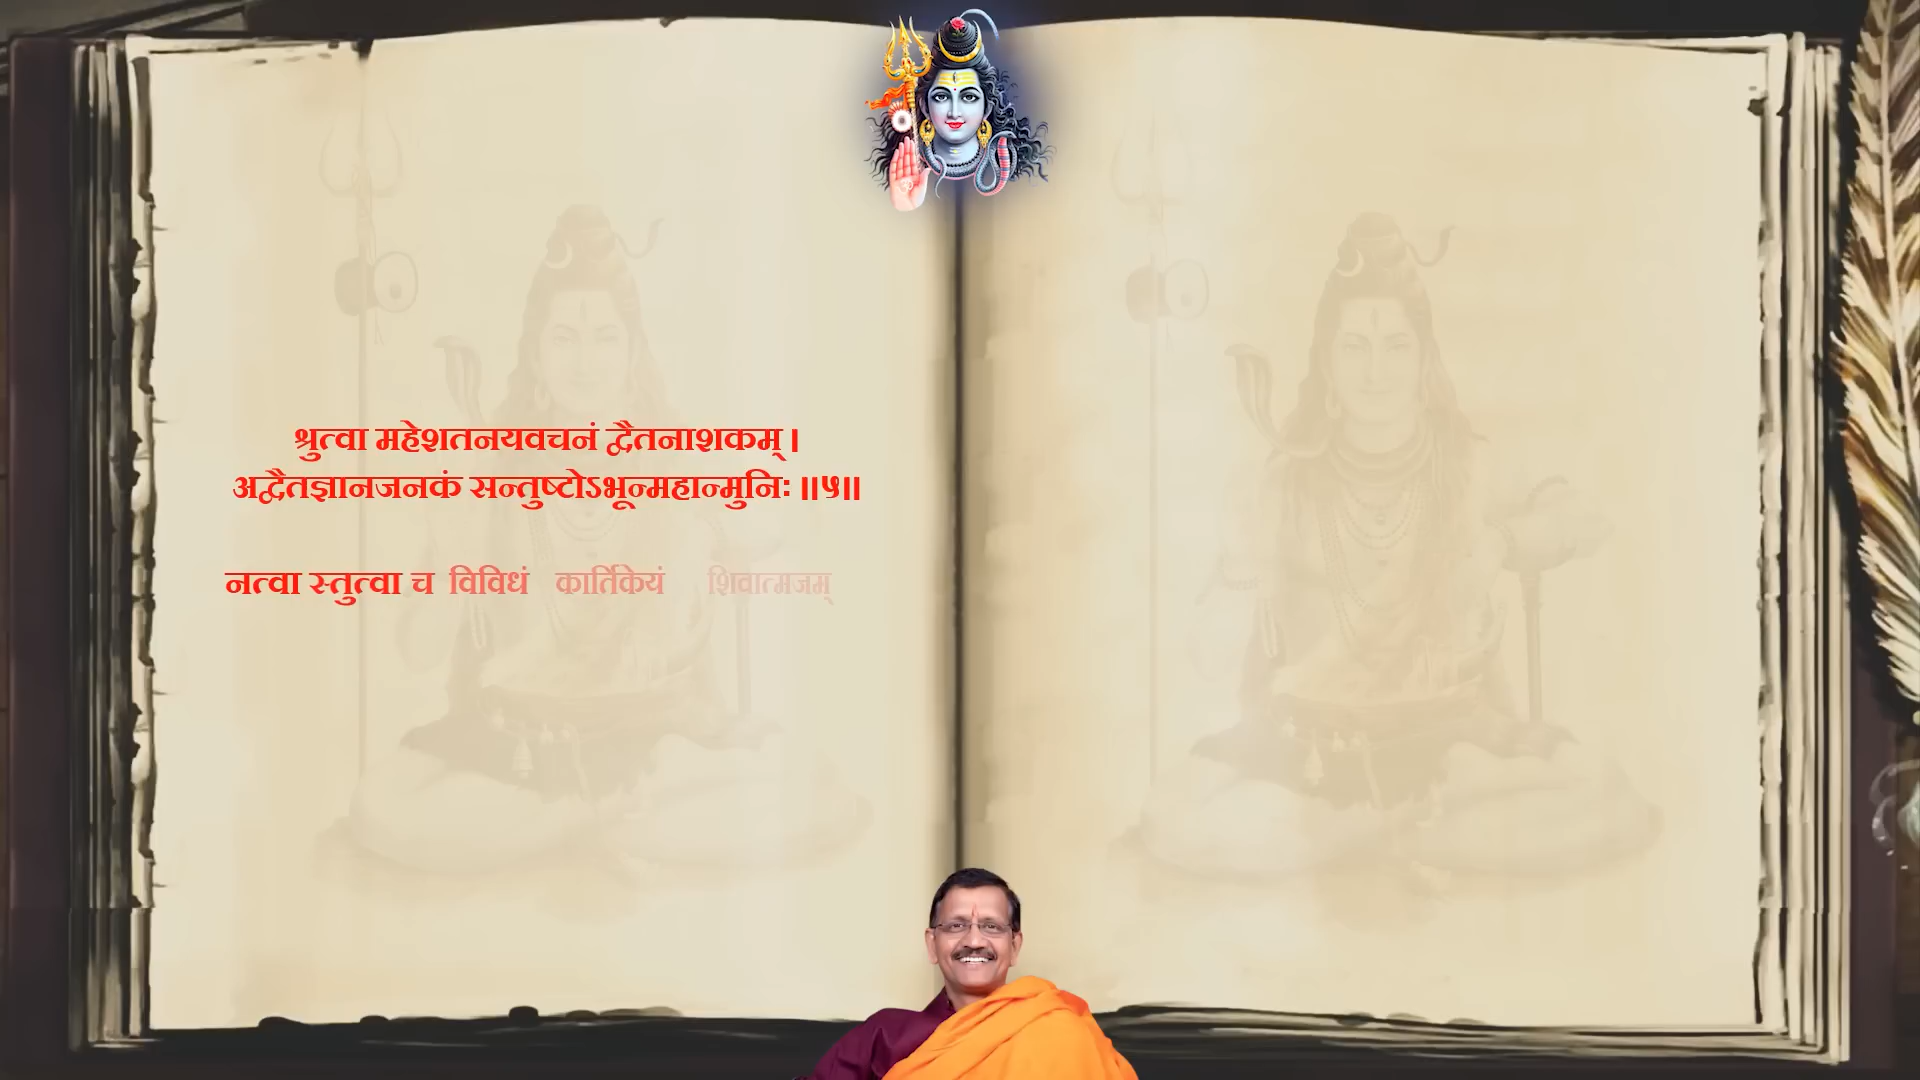 श्रुत्वा महेशतनयवचनं द्वैतनाशकम् ।
अद्वैतज्ञानजनकं सन्तुष्टोऽभून्महान्मुनिः ॥५॥
नत्वा स्तुत्वा च विविधं कार्तिकेयं शिवात्मजम्